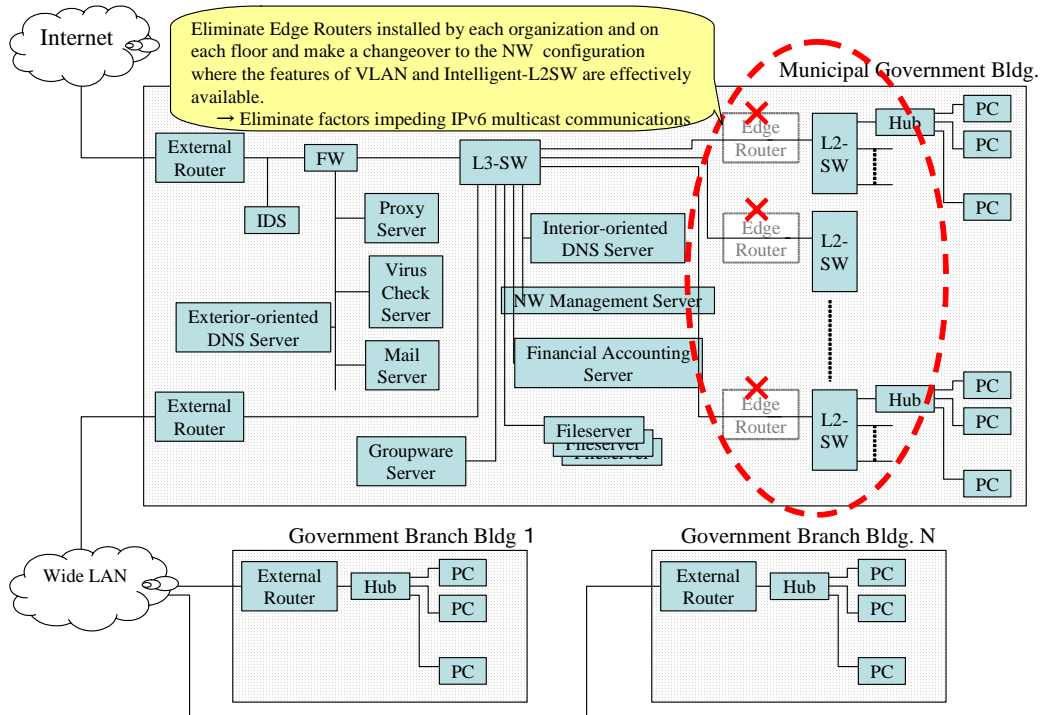 Internet
Eliminate Edge Routers installed by each organization and on
each floor and make a changeover to the NW configuration
where the features of VLAN and Intelligent-L2SW are effectively
available.
→ Eliminate factors impeding IPv6 multicast communications
Municipal Government Bldg.
External
Router
FW
L3-SW
Edge
Router
L2-
SW
Hub
PC
PC
PC
IDS
Proxy
Server
Interior-oriented
DNS Server
Edge
Router
L2-
SW
Virus
Check
Server
NW Management Server
Exterior-oriented
DNS Server
Mail
Server
Financial Accounting
Server
External
Router
Edge
Router
L2-
SW
Hub
PC
PC
PC
Groupware
Server
Fileserver
Fileserver
Fileserver
Wide LAN
Government Branch Bldg 1
External
Router
Hub
PC
PC
PC
Government Branch Bldg. N
External
Router
Hub
PC
PC
PC